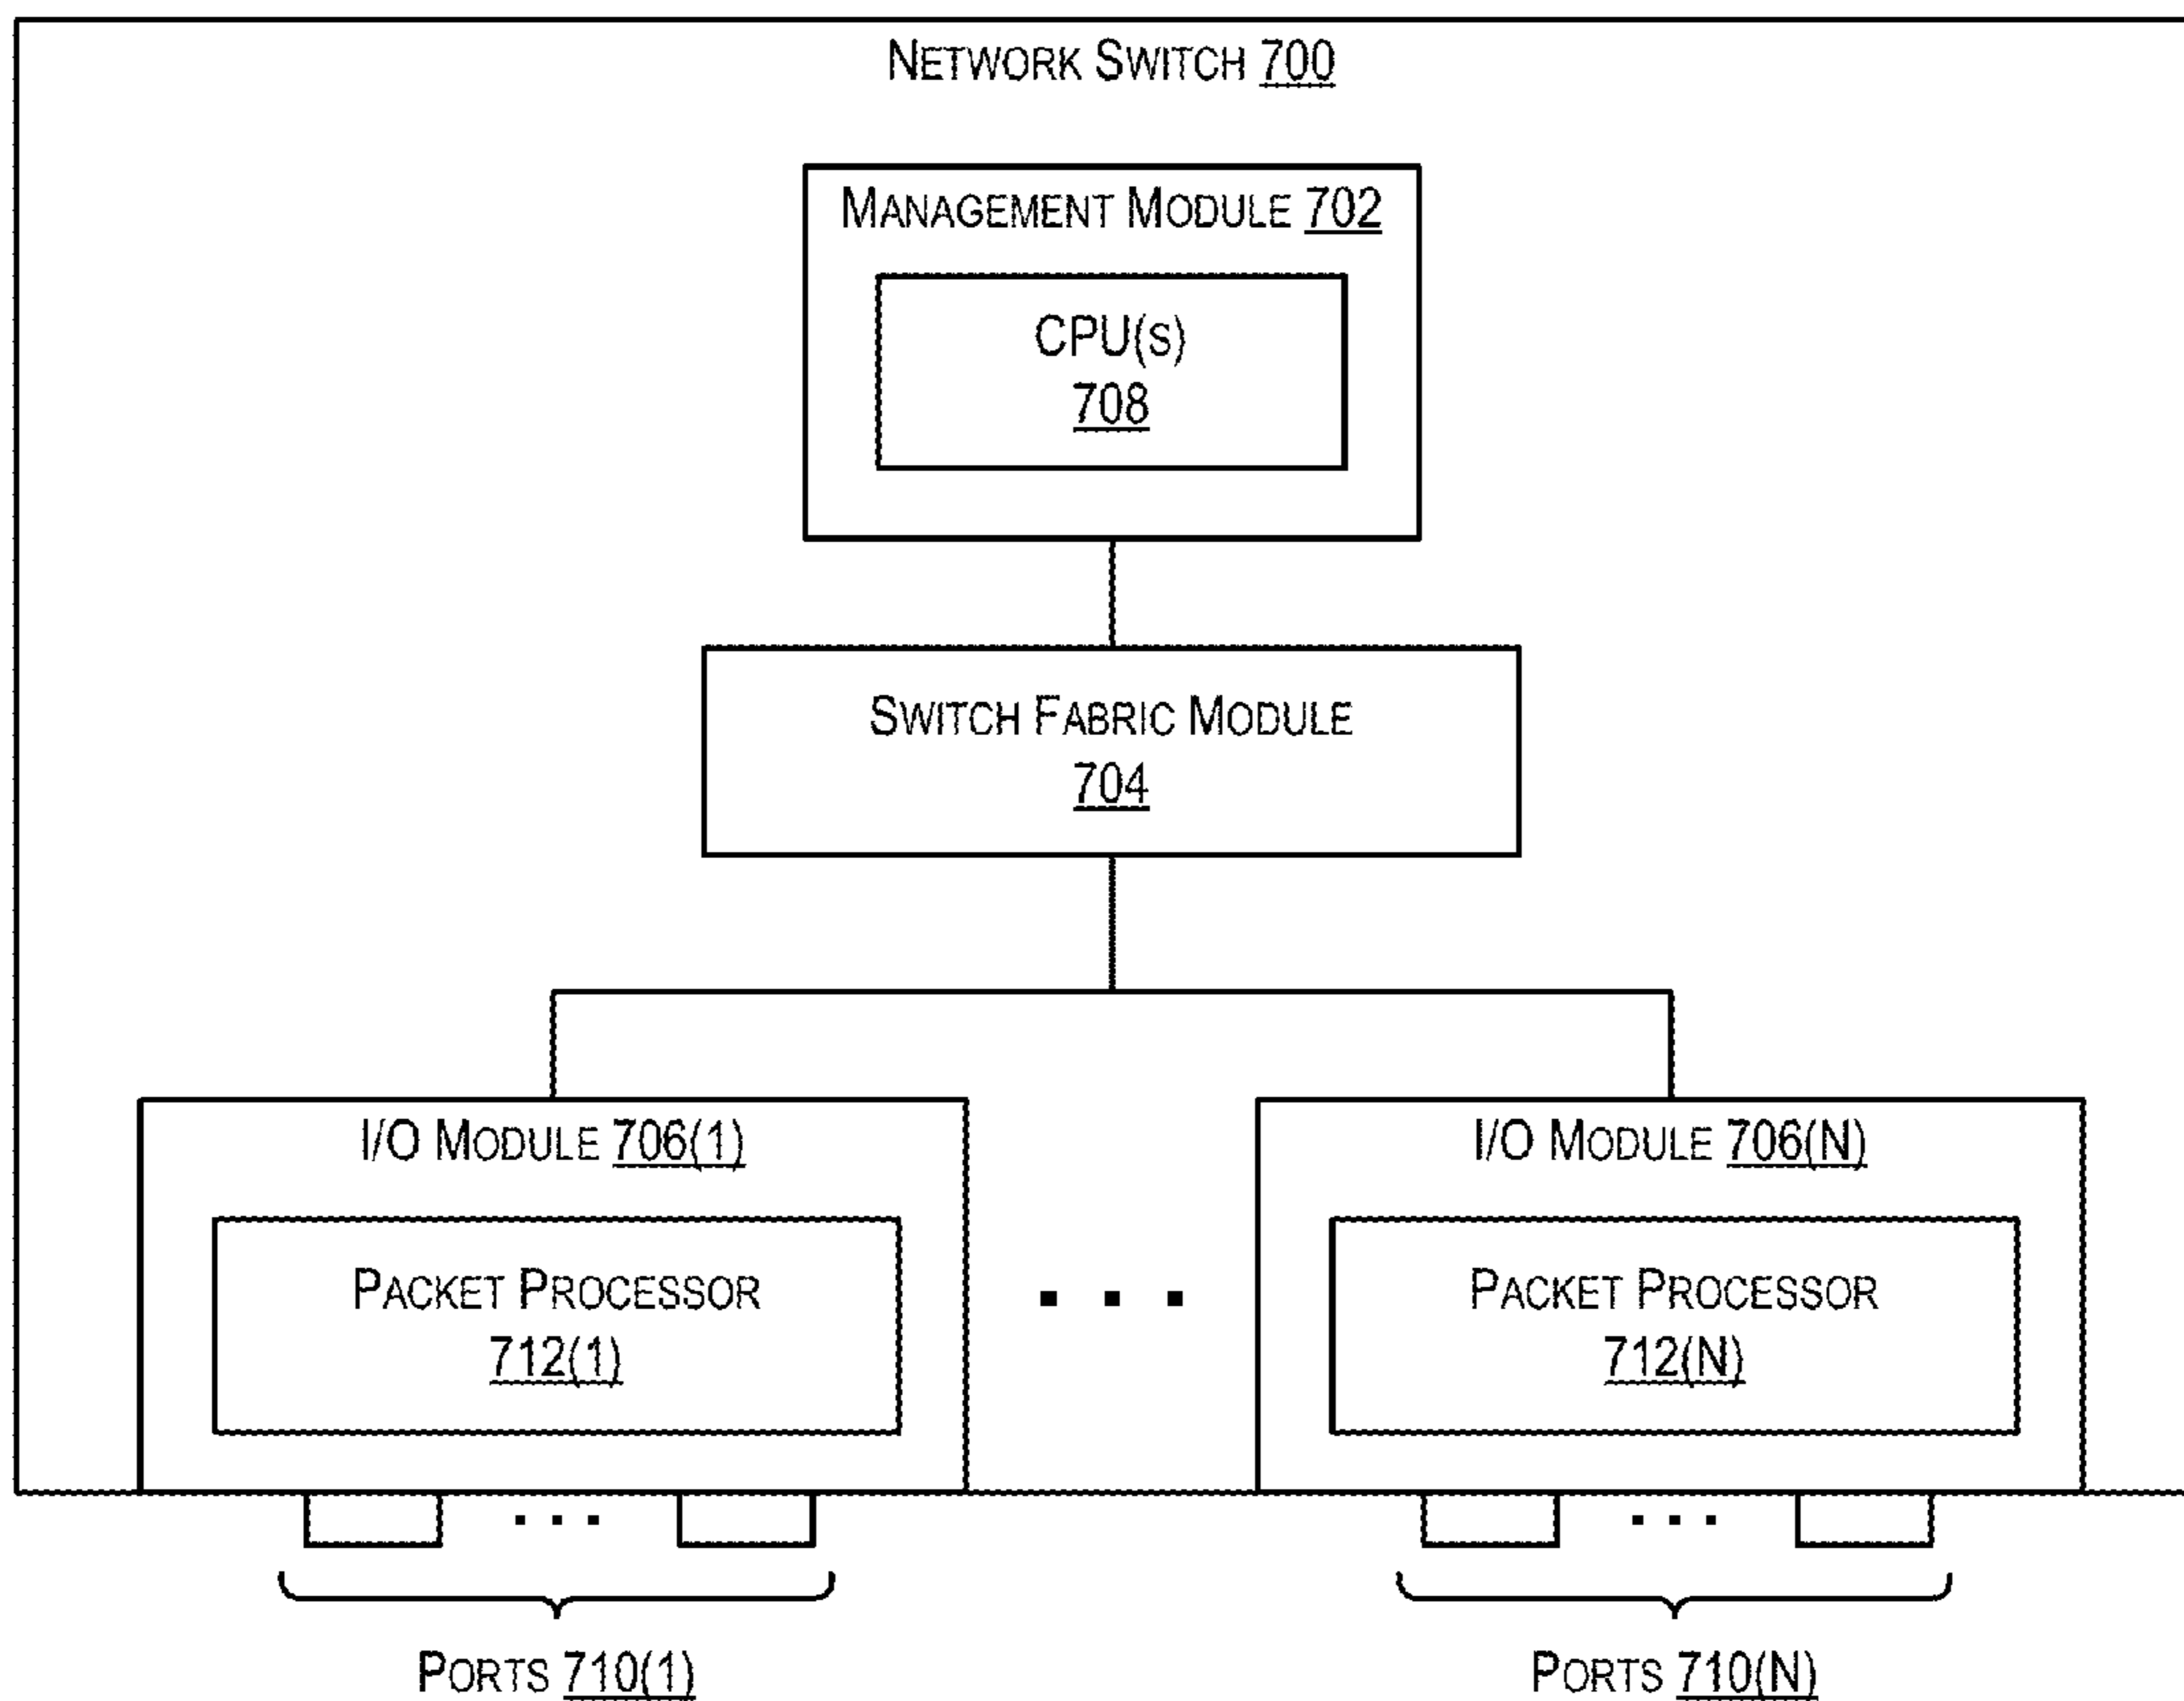 NETWORK SWITCH 700
MANAGEMENT MODULE 702
CPU(S)
708
SWITCH FABRIC MODULE
704
I/O MODULE 706(1)
I/O MODULE 706(N)
PACKET PROCESSOR
712(1)
. . .
PACKET PROCESSOR
712(N)
. . .
. . .
PORTS 710(1)
PORTS 710(N)